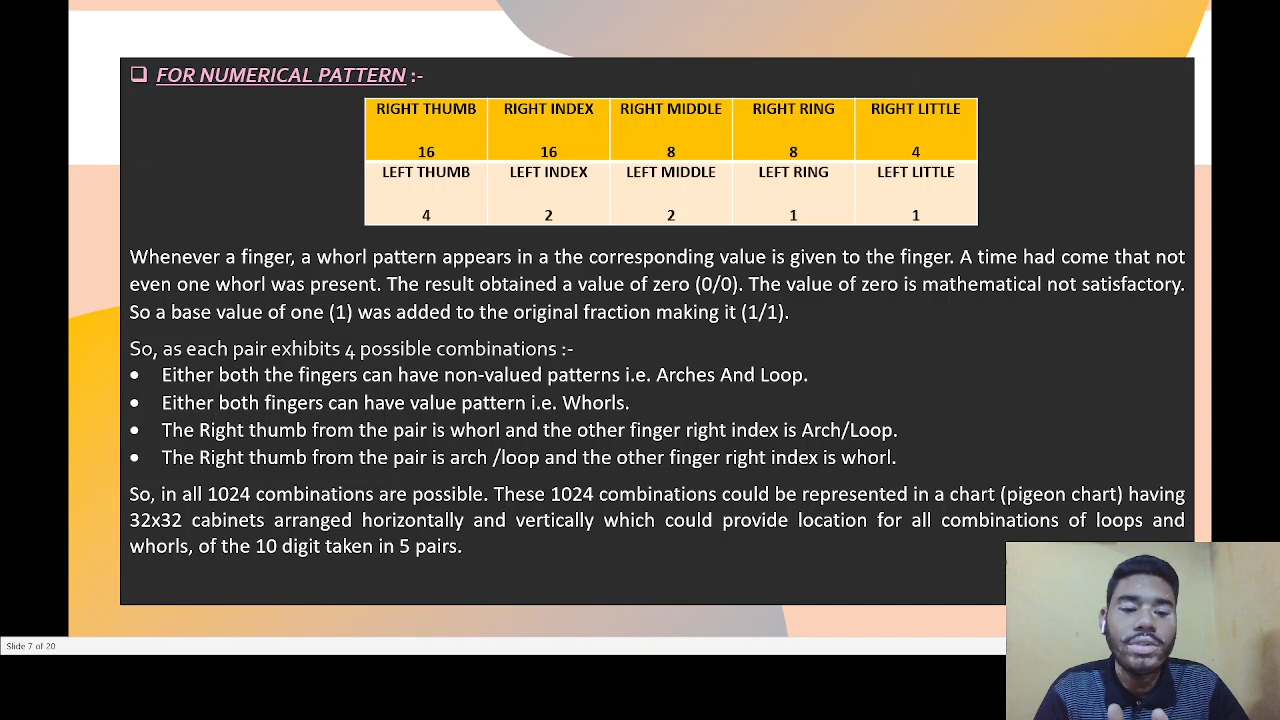 ❑ FOR NUMERICAL PATTERN :-
RIGHT THUMB RIGHT INDEX RIGHT MIDDLE RIGHT RING RIGHT LITTLE
16 16 8 8 4
LEFT THUMB LEFT INDEX LEFT MIDDLE LEFT RING LEFT LITTLE
4 2 2 1 1
Whenever a finger, a whorl pattern appears in a the corresponding value is given to the finger. A time had come that not
even one whorl was present. The result obtained a value of zero (0/0). The value of zero is mathematical not satisfactory.
So a base value of one (1) was added to the original fraction making it (1/1).
So, as each pair exhibits 4 possible combinations :-
• Either both the fingers can have non-valued patterns i.e. Arches And Loop.
• Either both fingers can have value pattern i.e. Whorls.
• The Right thumb from the pair is whorl and the other finger right index is Arch/Loop.
• The Right thumb from the pair is arch /loop and the other finger right index is whorl.
So, in all 1024 combinations are possible. These 1024 combinations could be represented in a chart (pigeon chart) having
32x32 cabinets arranged horizontally and vertically which could provide location for all combinations of loops and
whorls, of the 10 digit taken in 5 pairs.
Slide 7 of 20